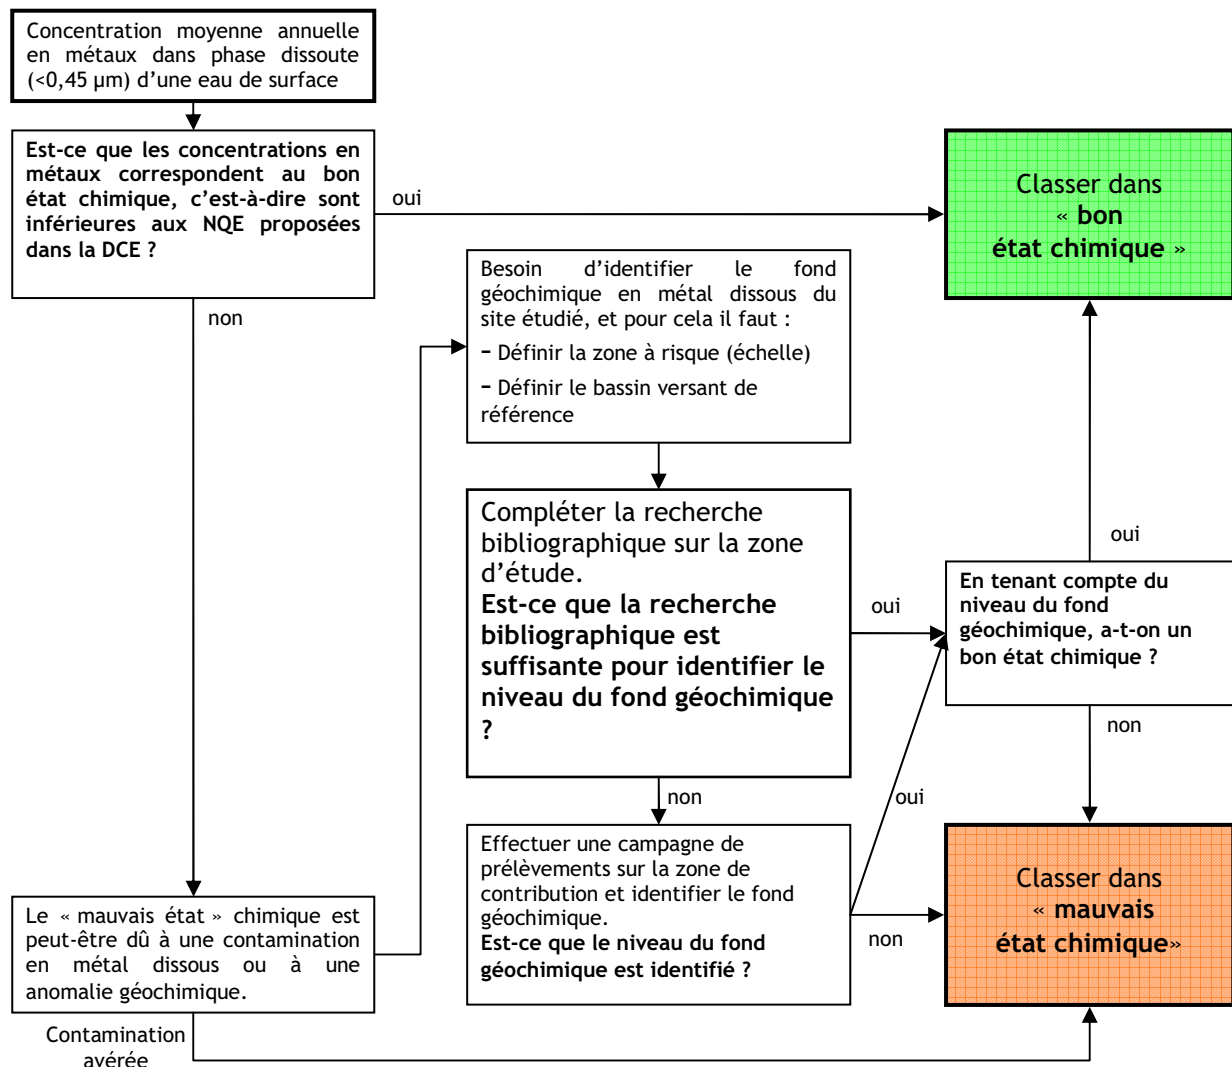 Concentration moyenne annuelle
en métaux dans phase dissoute
(<0,45 µm) d’une eau de surface
Est-ce que les concentrations en
métaux correspondent au bon
état chimique, c’est-à-dire sont
inférieures aux NQE proposées
dans la DCE ?
oui
Classer dans
« bon
état chimique »
non
Besoin d’identifier le fond
géochimique en métal dissous du
site étudié, et pour cela il faut :
− Définir la zone à risque (échelle)
− Définir le bassin versant de
référence
Compléter la recherche
bibliographique sur la zone
d’étude.
Est-ce que la recherche
bibliographique est
suffisante pour identifier le
niveau du fond géochimique
?
oui
oui
En tenant compte du
niveau du fond
géochimique, a-t-on un
bon état chimique ?
non
non
oui
Effectuer une campagne de
prélèvements sur la zone de
contribution et identifier le fond
géochimique.
Est-ce que le niveau du fond
géochimique est identifié ?
non
Classer dans
« mauvais
état chimique»
Le « mauvais état » chimique est
peut-être dû à une contamination
en métal dissous ou à une
anomalie géochimique.
Contamination
avérée